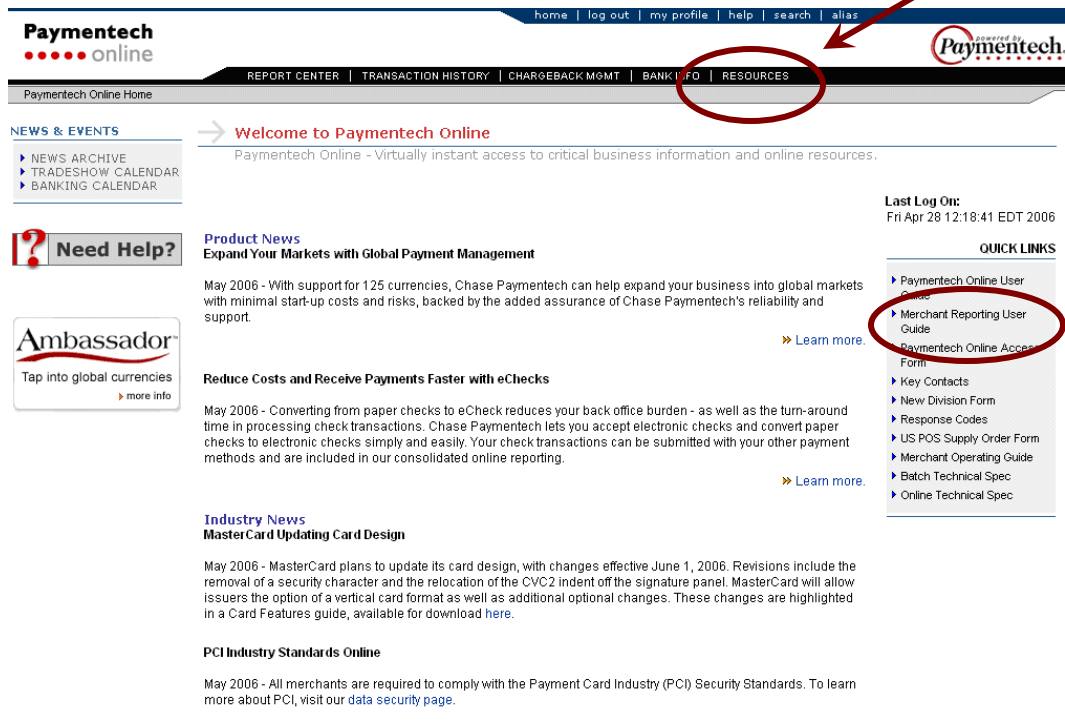 home | log out | my profile | help | search | alias
Paymentech
online
powered by
Paymentech.
REPORT CENTER | TRANSACTION HISTORY | CHARGEBACK MGMT | BANK INFO | RESOURCES
Paymentech Online Home
NEWS & EVENTS
NEWS ARCHIVE
TRADESHOW CALENDAR
BANKING CALENDAR
Need Help?
Ambassador™
Tap into global currencies
more info
Welcome to Paymentech Online
Paymentech Online - Virtually instant access to critical business information and online resources.
Product News
Expand Your Markets with Global Payment Management
May 2006 - With support for 125 currencies, Chase Paymentech can help expand your business into global markets
with minimal start-up costs and risks, backed by the added assurance of Chase Paymentech's reliability and
support.
Learn more.
Reduce Costs and Receive Payments Faster with eChecks
May 2006 - Converting from paper checks to eCheck reduces your back office burden - as well as the turn-around
time in processing check transactions. Chase Paymentech lets you accept electronic checks and convert paper
checks to electronic checks simply and easily. Your check transactions can be submitted with your other payment
methods and are included in our consolidated online reporting.
Learn more.
Industry News
MasterCard Updating Card Design
May 2006 - MasterCard plans to update its card design, with changes effective June 1, 2006. Revisions include the
removal of a security character and the relocation of the CVC2 indent off the signature panel. MasterCard will allow
issuers the option of a vertical card format as well as additional optional changes. These changes are highlighted
in a Card Features guide, available for download here.
PCI Industry Standards Online
May 2006 - All merchants are required to comply with the Payment Card Industry (PCI) Security Standards. To learn
more about PCI, visit our data security page.
Last Log On:
Fri Apr 28 12:18:41 EDT 2006
QUICK LINKS
Paymentech Online User
Guide
Merchant Reporting User
Guide
Paymentech Online Access
Form
Key Contacts
New Division Form
Response Codes
US POS Supply Order Form
Merchant Operating Guide
Batch Technical Spec
Online Technical Spec